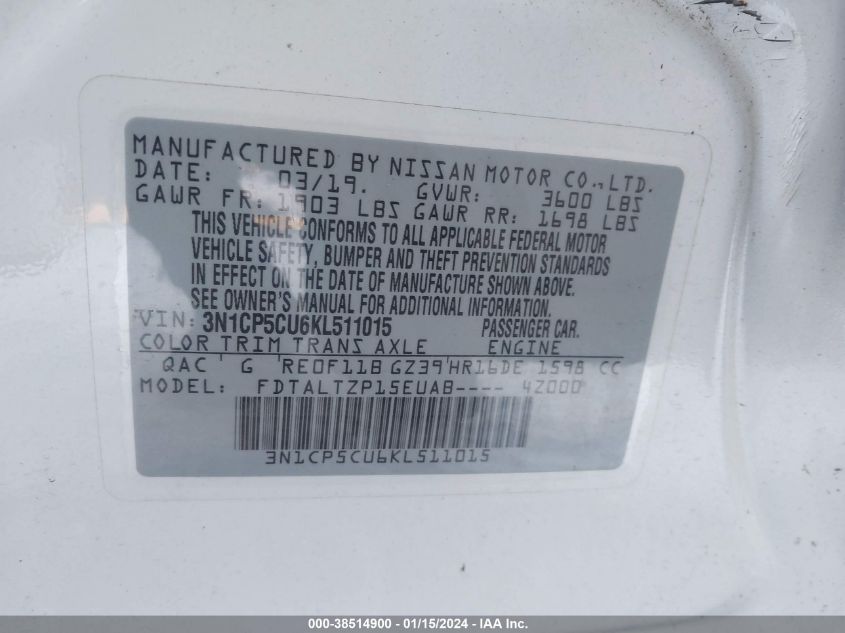 MANUFACTURED BY NISSAN MOTOR CO.,LTD.
DATE: 03/19. GVWR: 3600 LBS
GAWR FR: 1903 LBS GAWR RR: 1698 LBS
THIS VEHICLE CONFORMS TO ALL APPLICABLE FEDERAL MOTOR
VEHICLE SAFETY, BUMPER AND THEFT PREVENTION STANDARDS
IN EFFECT ON THE DATE OF MANUFACTURE SHOWN ABOVE.
SEE OWNER'S MANUAL FOR ADDITIONAL INFORMATION.
VIN: 3N1CP5CU6KL511015 PASSENGER CAR.
COLOR TRIM TRANS AXLE ENGINE
QAC G RE0F11B GZ39 HR16DE 1598 CC
MODEL: FDTALTZP15EUAB---- 4Z000
3N1CP5CU6KL511015
000-38514900 - 01/15/2024 - IAA Inc.